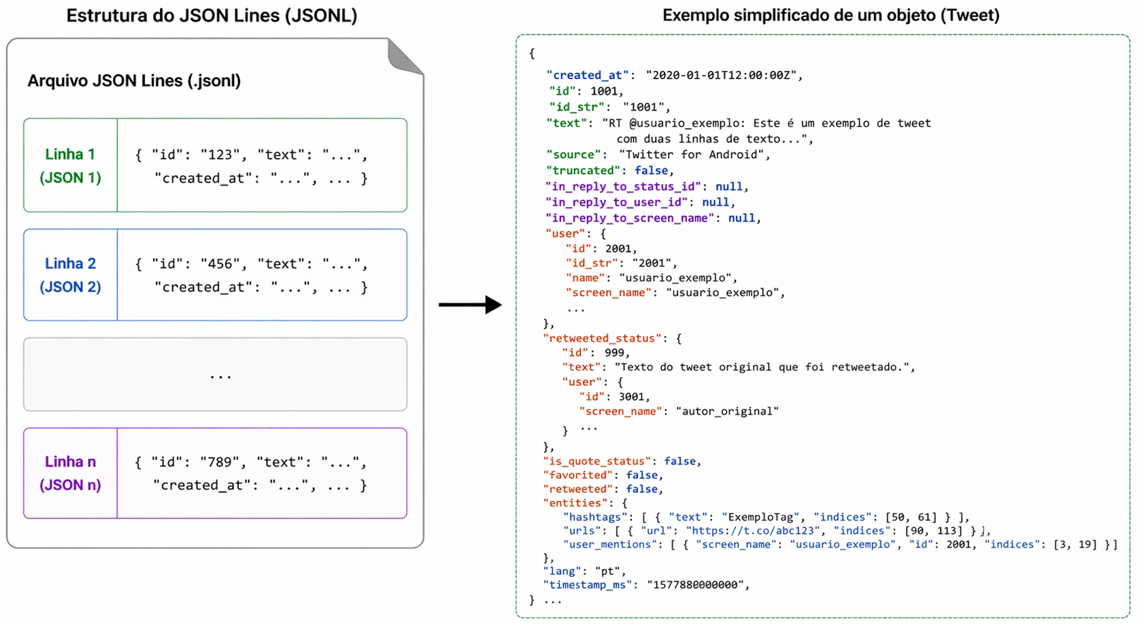 Estrutura do JSON Lines (JSONL)
Arquivo JSON Lines (.jsonl)
Linha 1
(JSON 1)
{ "id": "123", "text": "...",
"created_at": "...", ... }
Linha 2
(JSON 2)
{ "id": "456", "text": "...",
"created_at": "...", ... }
...
Linha n
(JSON n)
{ "id": "789", "text": "...",
"created_at": "...", ... }
Exemplo simplificado de um objeto (Tweet)
{
"created_at": "2020-01-01T12:00:00Z",
"id": 1001,
"id_str": "1001",
"text": "RT @usuario_exemplo: Este é um exemplo de tweet
com duas linhas de texto...",
"source": "Twitter for Android",
"truncated": false,
"in_reply_to_status_id": null,
"in_reply_to_user_id": null,
"in_reply_to_screen_name": null,
"user": {
"id": 2001,
"id_str": "2001",
"name": "usuario_exemplo",
"screen_name": "usuario_exemplo",
...
},
"retweeted_status": {
"id": 999,
"text": "Texto do tweet original que foi retweetado.",
"user": {
"id": 3001,
"screen_name": "autor_original"
} ...
},
"is_quote_status": false,
"favorited": false,
"retweeted": false,
"entities": {
"hashtags": [ { "text": "ExemploTag", "indices": [50, 61] } ],
"urls": [ { "url": "https://t.co/abc123", "indices": [90, 113] } ],
"user_mentions": [ { "screen_name": "usuario_exemplo", "id": 2001, "indices": [3, 19] }]
},
"lang": "pt",
"timestamp_ms": "1577880000000",
} ...